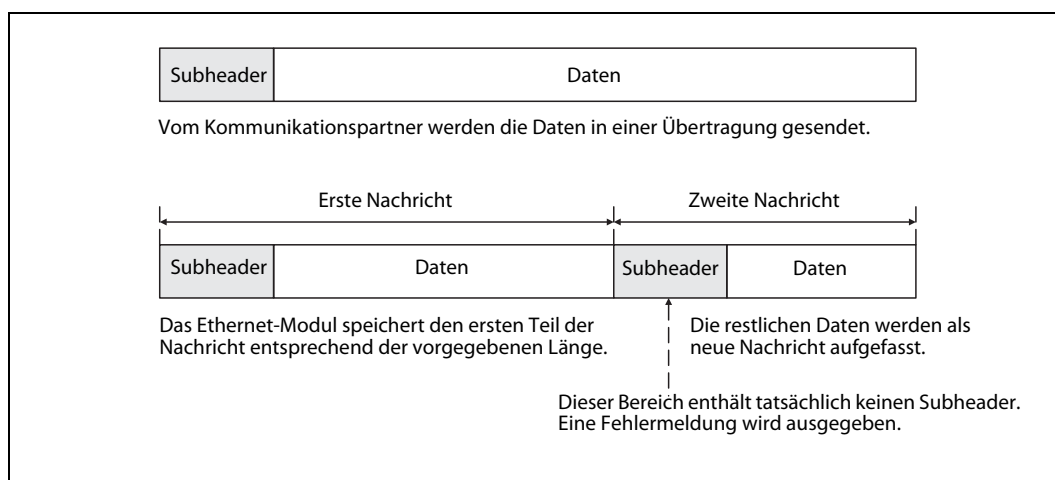 Subheader
Daten
Vom Kommunikationspartner werden die Daten in einer Übertragung gesendet.
Erste Nachricht
Zweite Nachricht
Subheader
Daten
Subheader
Daten
Das Ethernet-Modul speichert den ersten Teil der
Nachricht entsprechend der vorgegebenen Länge.
Die restlichen Daten werden als
neue Nachricht aufgefasst.
Dieser Bereich enthält tatsächlich keinen Subheader.
Eine Fehlermeldung wird ausgegeben.